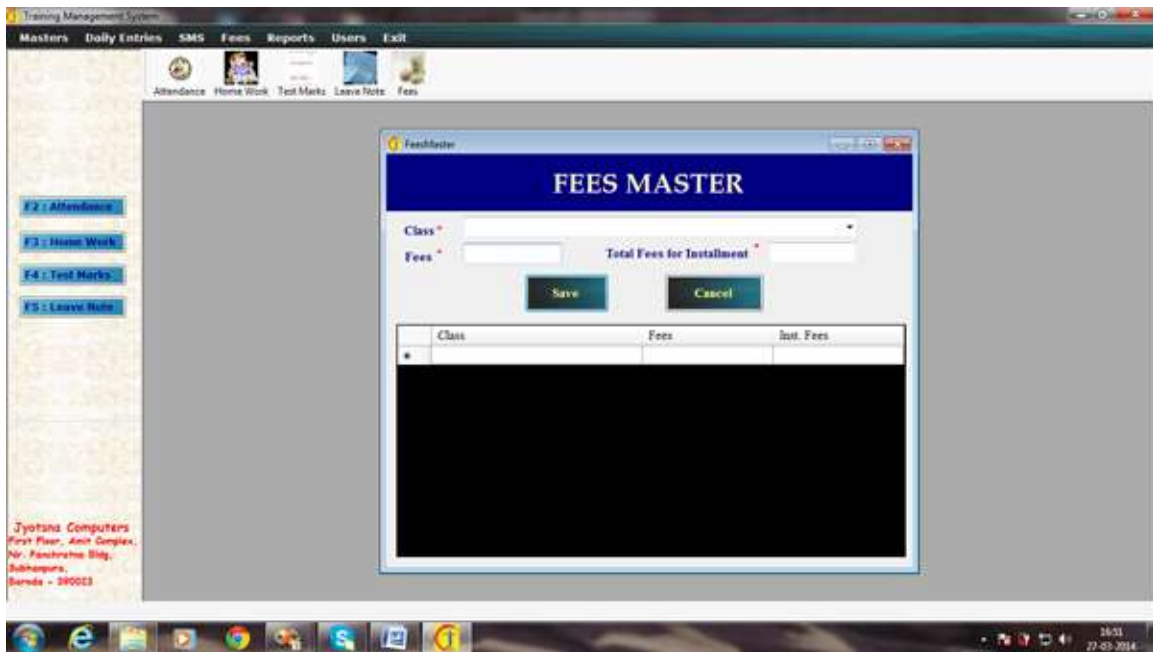 Training Management System
Masters Daily Entries SMS Fees Reports Users Exit
Attendance Home Work Test Marks Leave Note Fees
FeesMaster
FEES MASTER
Class *
Fees * Total Fees for Installment *
Save Cancel
Class Fees Inst. Fees
F2 : Attendance
F3 : Home Work
F4 : Test Marks
F5 : Leave Note
Jyotsna Computers
First Floor, Amit Complex,
Nr. Panchratna Bldg,
Subhanpura,
Baroda - 390023
16:51
27-03-2014